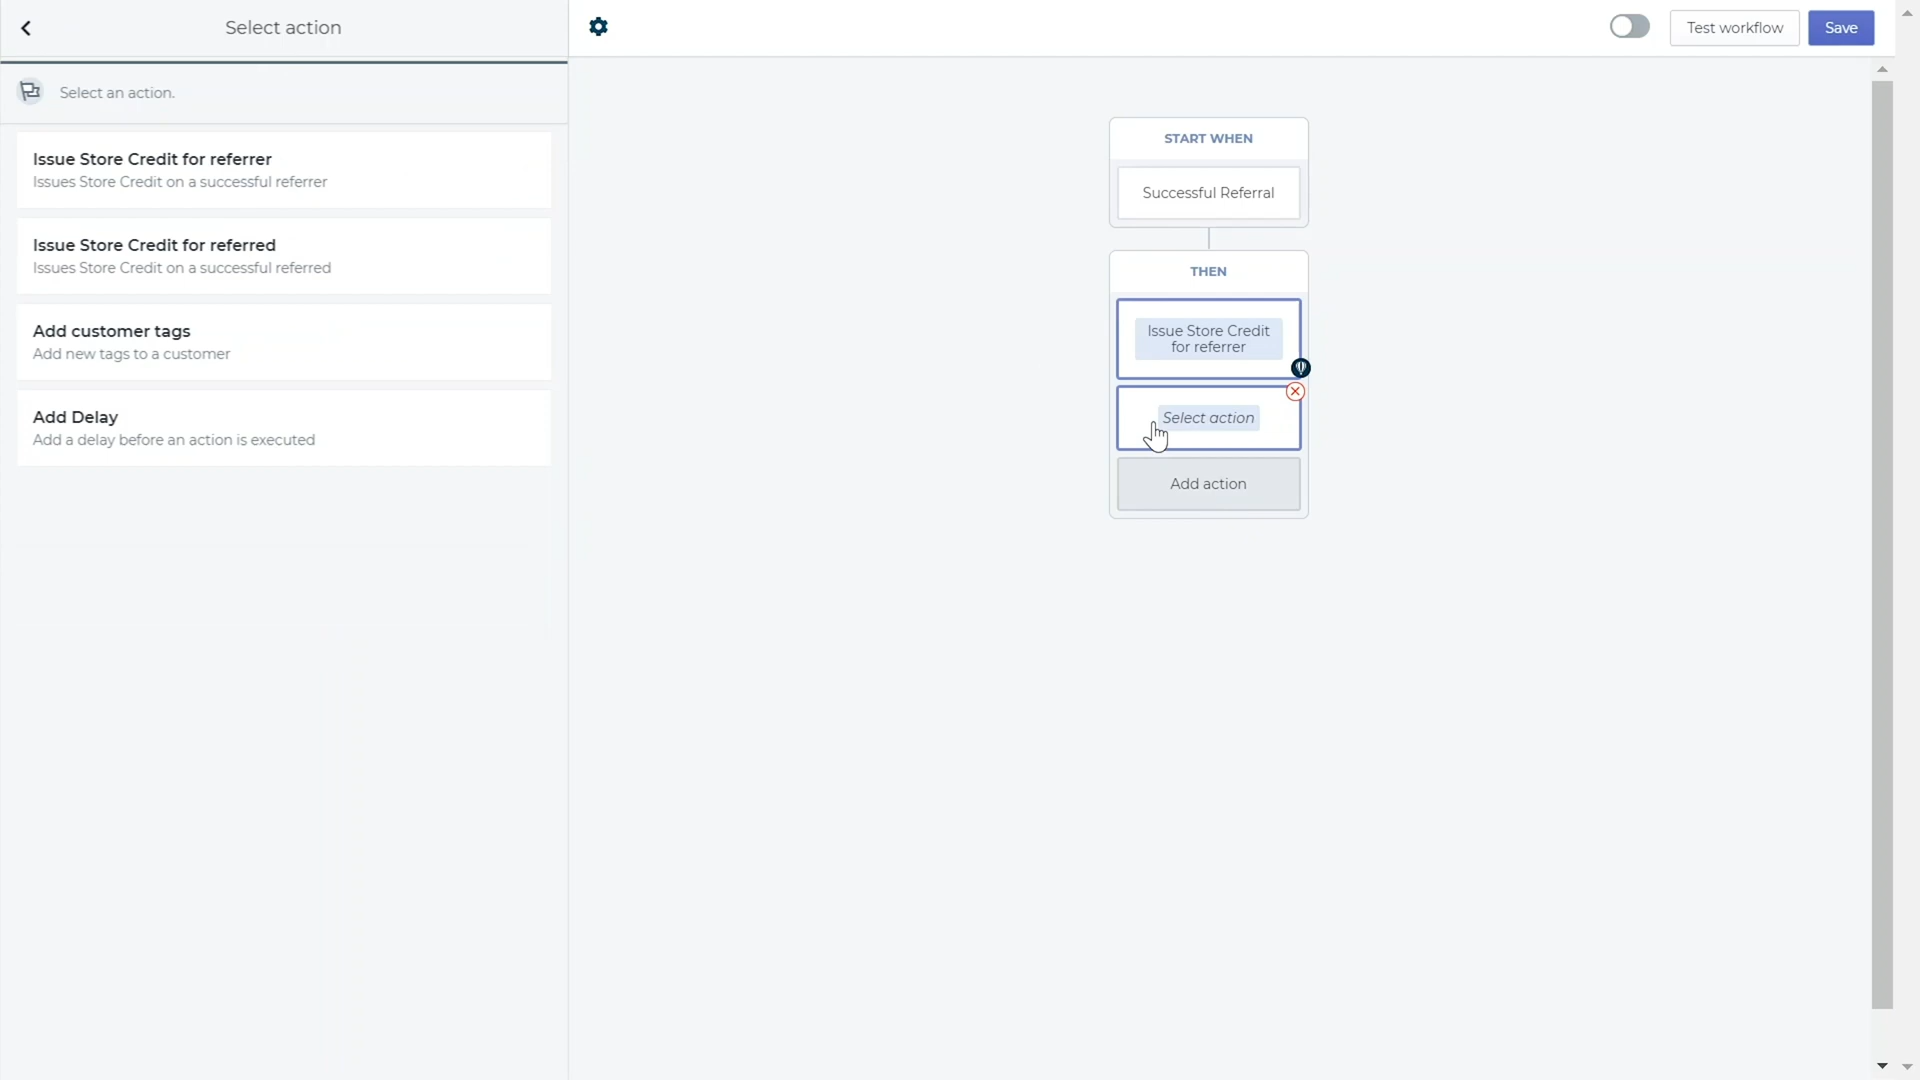 Select action
Test workflow
Save
Select an action.
Issue Store Credit for referrer
Issues Store Credit on a successful referrer
Issue Store Credit for referred
Issues Store Credit on a successful referred
Add customer tags
Add new tags to a customer
Add Delay
Add a delay before an action is executed
START WHEN
Successful Referral
THEN
Issue Store Credit
for referrer
Select action
Add action